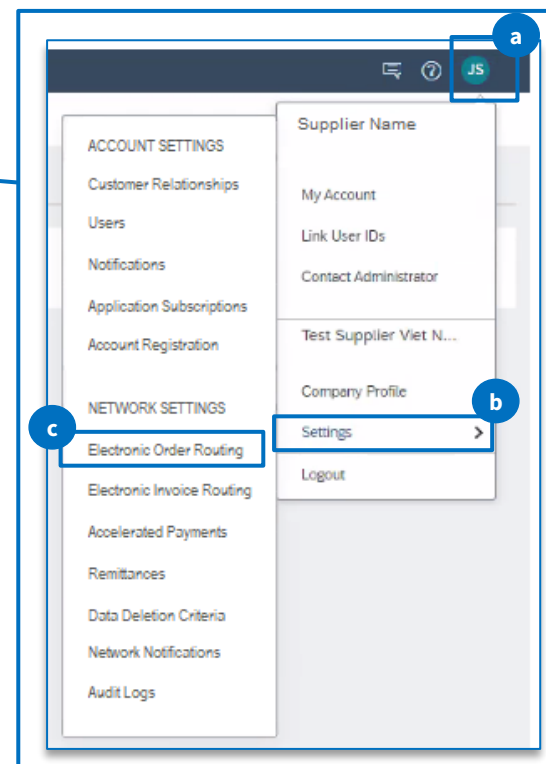 a
JS
Supplier Name
My Account
Link User IDs
Contact Administrator
Test Supplier Viet N...
Company Profile
b
Settings
Logout
ACCOUNT SETTINGS
Customer Relationships
Users
Notifications
Application Subscriptions
Account Registration
NETWORK SETTINGS
c
Electronic Order Routing
Electronic Invoice Routing
Accelerated Payments
Remittances
Data Deletion Criteria
Network Notifications
Audit Logs